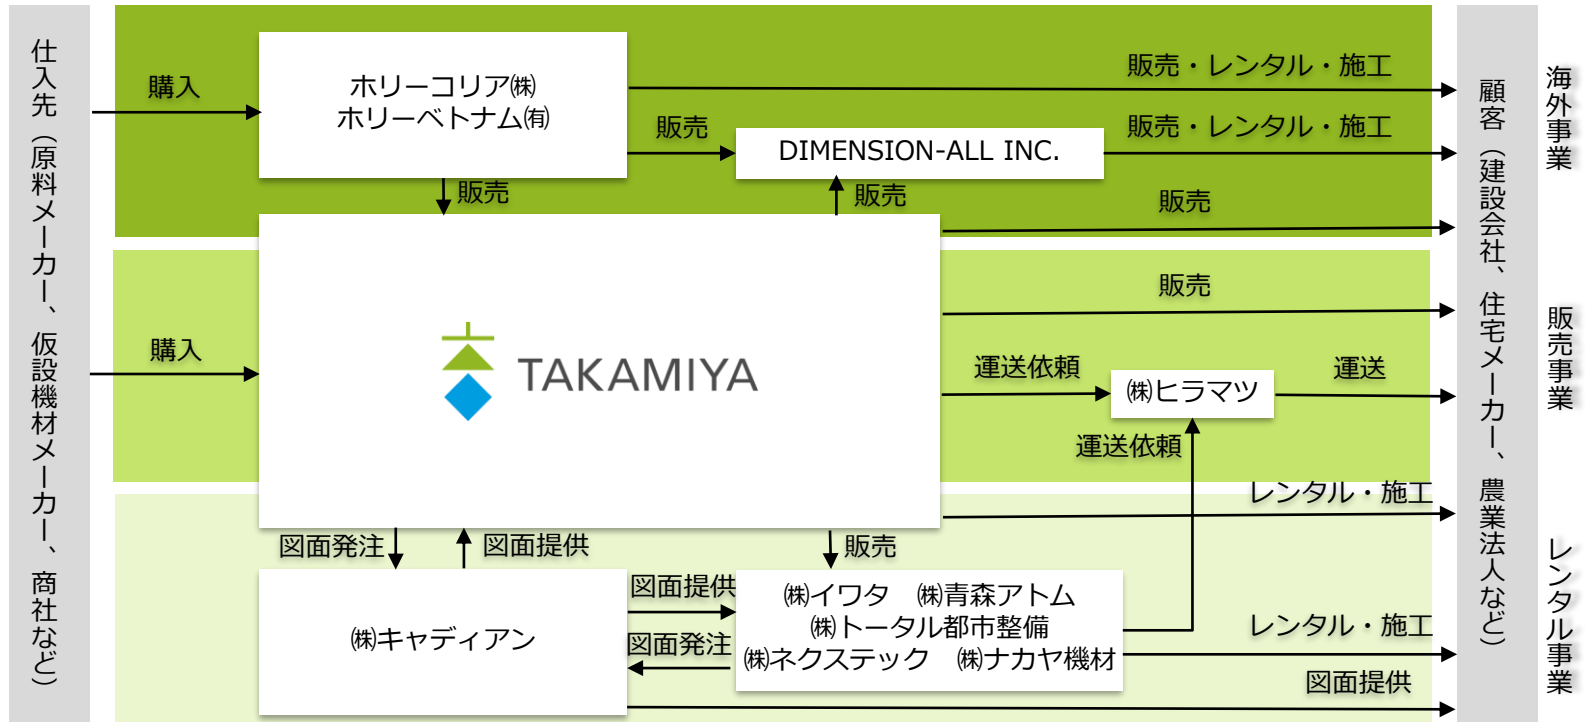 仕入先（原料メーカー、仮設機材メーカー、商社など）
購入
ホリーコリア㈱
ホリーベトナム㈲
販売・レンタル・施工
販売
DIMENSION-ALL INC.
販売・レンタル・施工
販売
販売
販売
海外事業
顧客（建設会社、住宅メーカー、農業法人など）
購入
TAKAMIYA
販売
運送依頼
㈱ヒラマツ
運送
運送依頼
販売事業
レンタル・施工
図面発注
図面提供
販売
㈱キャディアン
図面提供
図面発注
㈱イワタ　㈱青森アトム
㈱トータル都市整備
㈱ネクステック　㈱ナカヤ機材
レンタル・施工
図面提供
レンタル事業